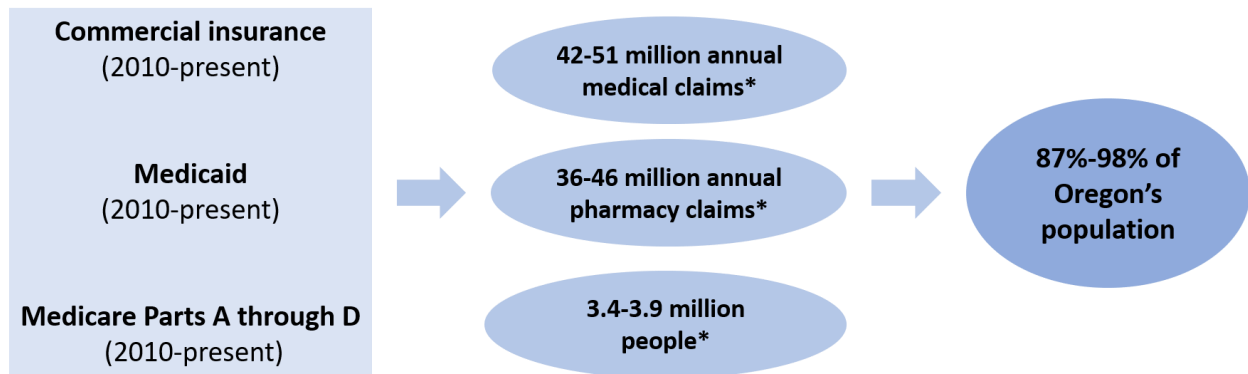 Commercial insurance
(2010-present)
Medicaid
(2010-present)
Medicare Parts A through D
(2010-present)
42-51 million annual
medical claims*
36-46 million annual
pharmacy claims*
3.4-3.9 million
people*
87%-98% of
Oregon's
population